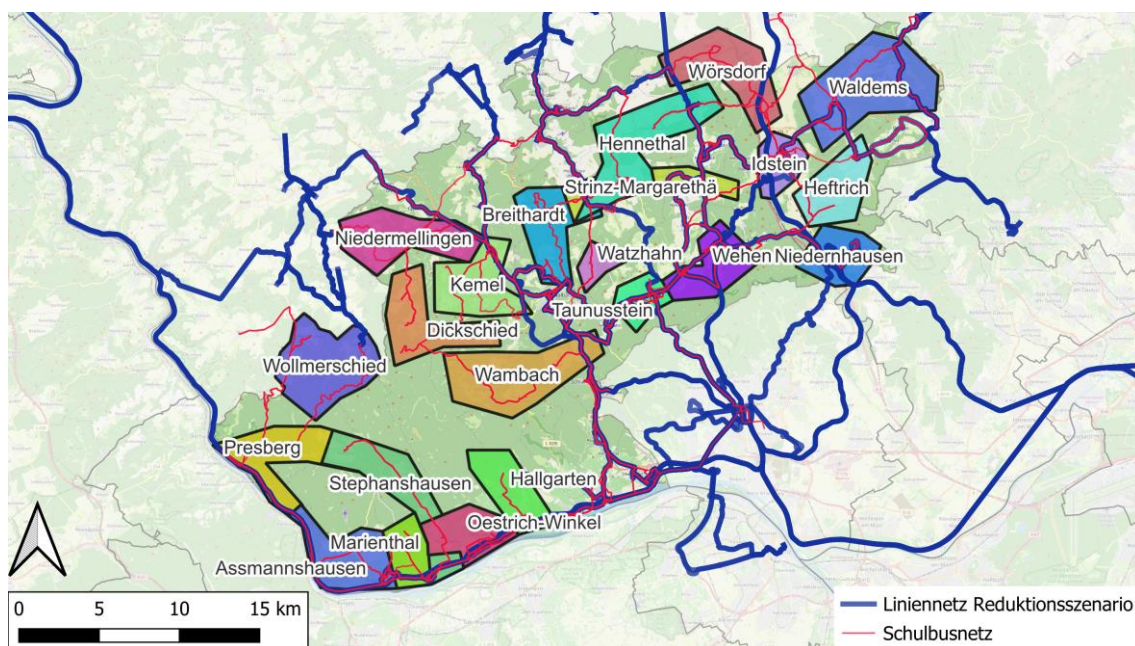 Wörsdorf
Waldems
Hennethal
Idstein
Heftrich
Strinz-Margarethä
Breithardt
Niedermellingen
Watzhahn
Wehen
Niedernhausen
Kemel
Taunusstein
Dickschied
Wollmerschied
Wambach
Presberg
Stephanshausen
Hallgarten
Oestrich-Winkel
Marienthal
Assmannshausen
0 5 10 15 km
Liniennetz Reduktionsszenario
Schulbusnetz